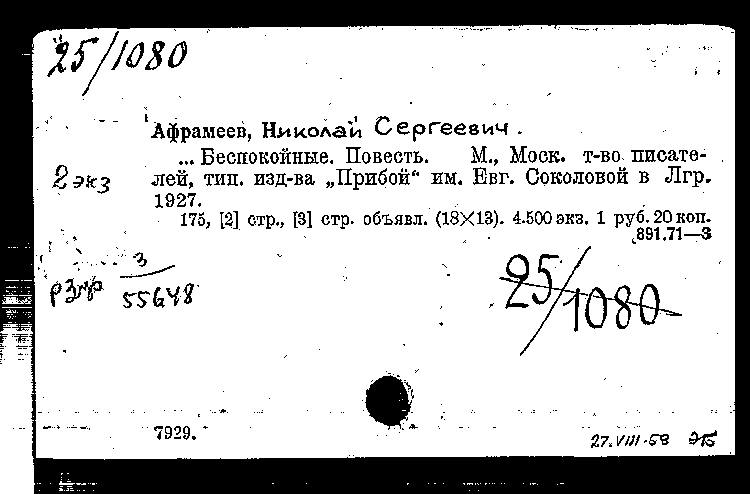 25/1080
Афрамеев, Николай Сергеевич.
... Беспокойные. Повесть. М., Моск. т-во писате-
2 экз
лей, тип. изд-ва „Прибой“ им. Евг. Соколовой в Лгр.
1927.
175, [2] стр., [3] стр. объявл. (18×13). 4.500 экз. 1 руб. 20 коп.
891.71—3
3
55648
25/1080
7929.
27.VIII-58